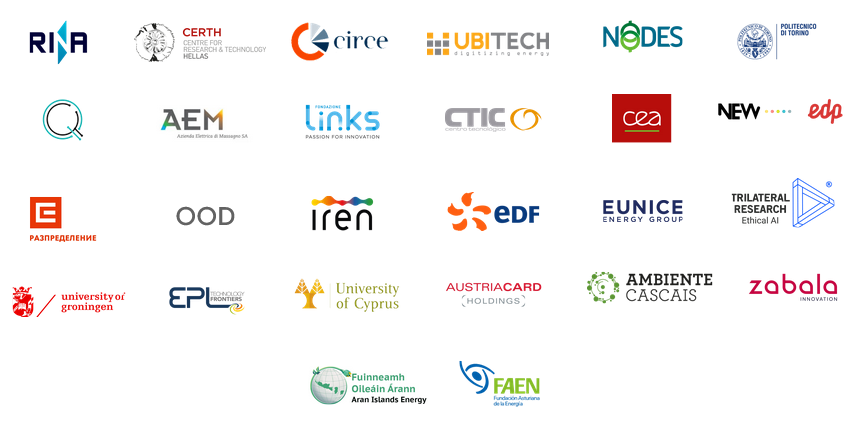 RINA
CERTH
CENTRE FOR
RESEARCH & TECHNOLOGY
HELLAS
circe
UBITECH
digitizing energy
NODES
POLITECNICO
DI TORINO
Q
AEM
Azienda Elettrica di Massagno SA
FONDAZIONE
links
PASSION FOR INNOVATION
CTIC
centro tecnológico
cea
NEW
edp
E
РАЗПРЕДЕЛЕНИЕ
OOD
iren
eDF
EUNICE
ENERGY GROUP
TRILATERAL
RESEARCH
Ethical AI
®
university of
groningen
EPL
TECHNOLOGY
FRONTIERS
University
of Cyprus
AUSTRIACARD
HOLDINGS
AMBIENTE
CASCAIS
zabala
INNOVATION
Fuinneamh
Oileáin Árann
Aran Islands Energy
FAEN
Fundación Asturiana
de la Energía